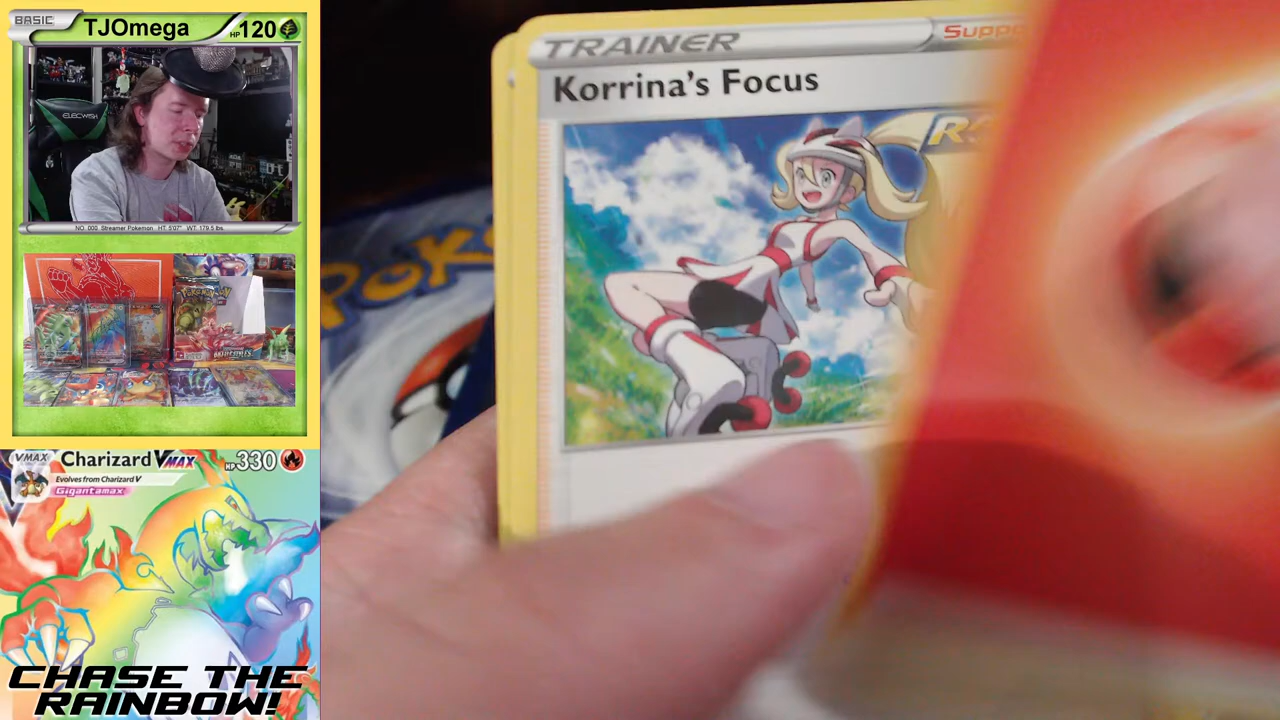 BASIC
TJOmega
HP120
ELECWISH
NO. 000 Streamer Pokemon HT: 5'07" WT: 179.5 lbs.
VMAX
Charizard VMAX
HP330
Evolves from Charizard V
Gigantamax
CHASE THE
RAINBOW!
TRAINER
Korrina's Focus